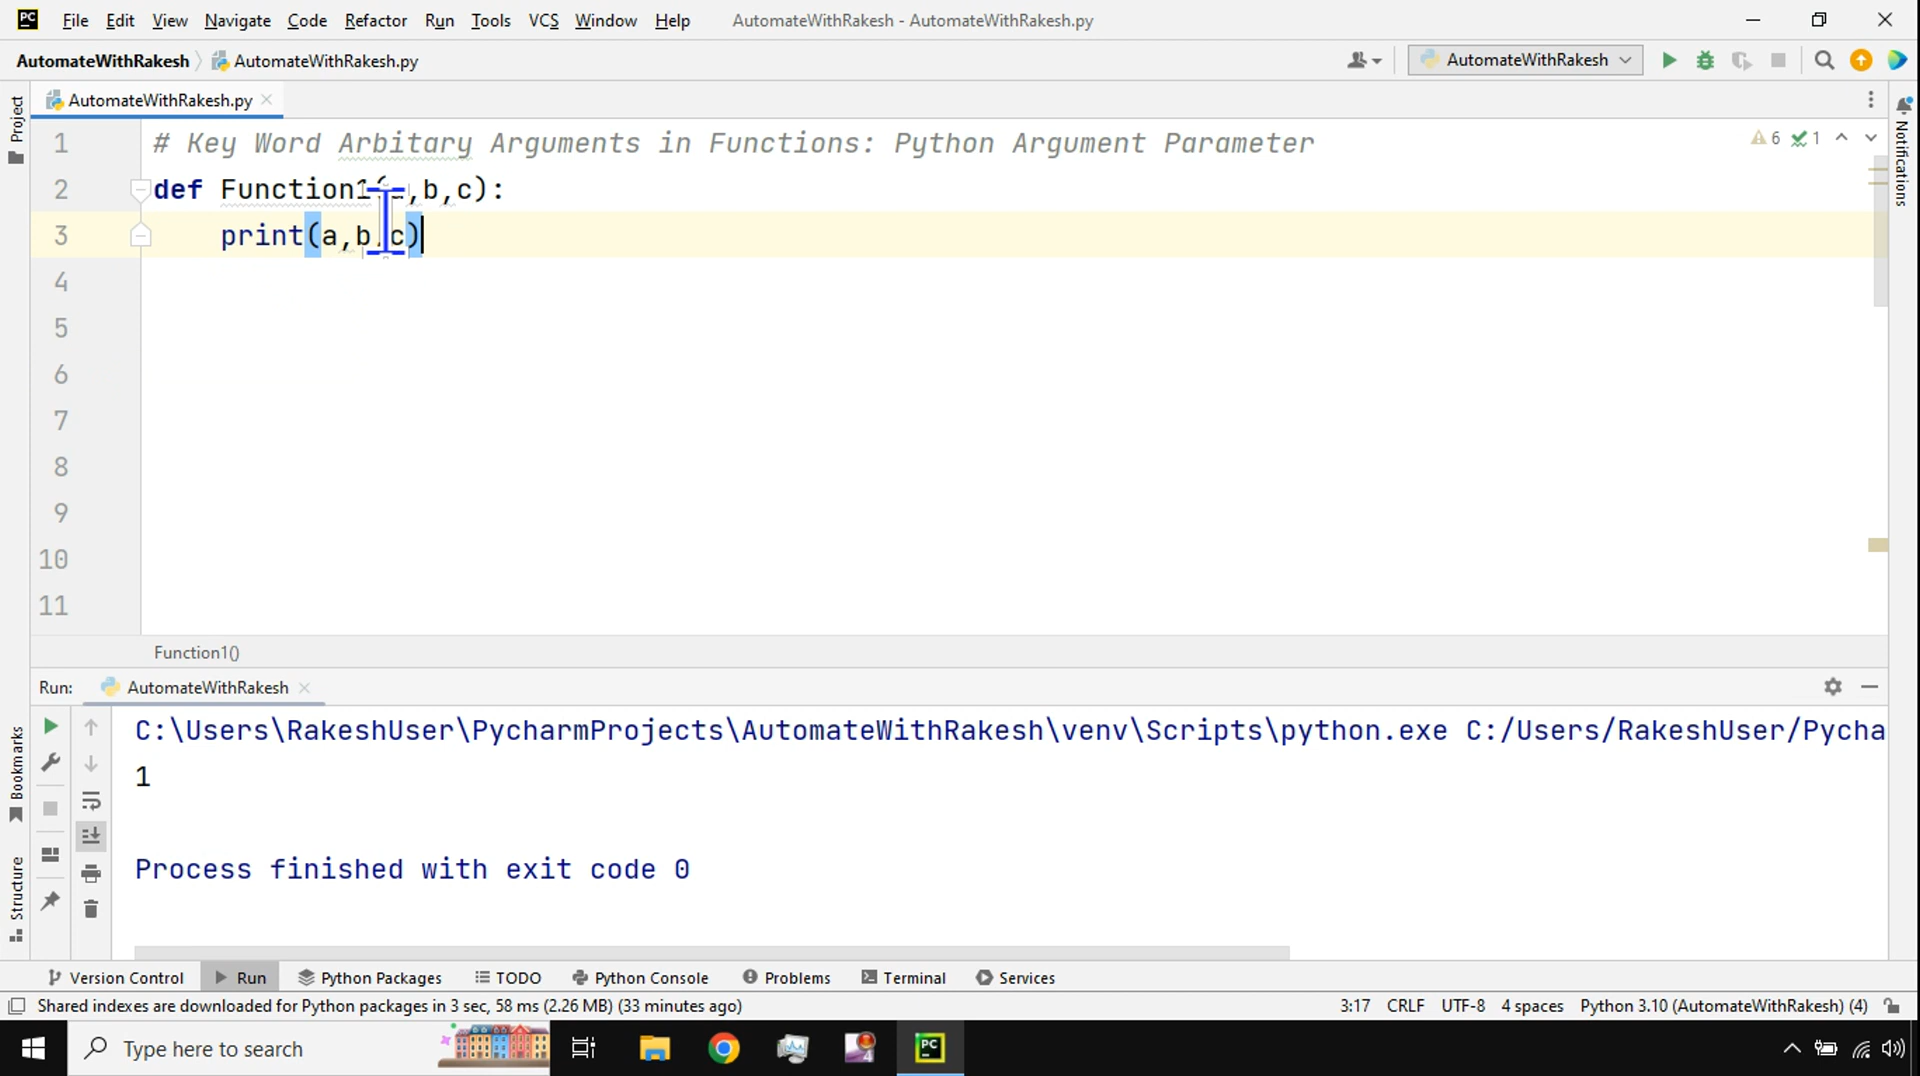 PC File Edit View Navigate Code Refactor Run Tools VCS Window Help AutomateWithRakesh - AutomateWithRakesh.py
AutomateWithRakesh AutomateWithRakesh.py AutomateWithRakesh
Project
AutomateWithRakesh.py
Notifications
1 # Key Word Arbitary Arguments in Functions: Python Argument Parameter 6 1
2 def Function1(a,b,c):
3 print(a,b,c)
4
5
6
7
8
9
10
11
Function1()
Run: AutomateWithRakesh
C:\Users\RakeshUser\PycharmProjects\AutomateWithRakesh\venv\Scripts\python.exe C:/Users/RakeshUser/Pycha
1
Process finished with exit code 0
Bookmarks
Structure
Version Control Run Python Packages TODO Python Console Problems Terminal Services
Shared indexes are downloaded for Python packages in 3 sec, 58 ms (2.26 MB) (33 minutes ago) 3:17 CRLF UTF-8 4 spaces Python 3.10 (AutomateWithRakesh) (4)
Type here to search 4 PC